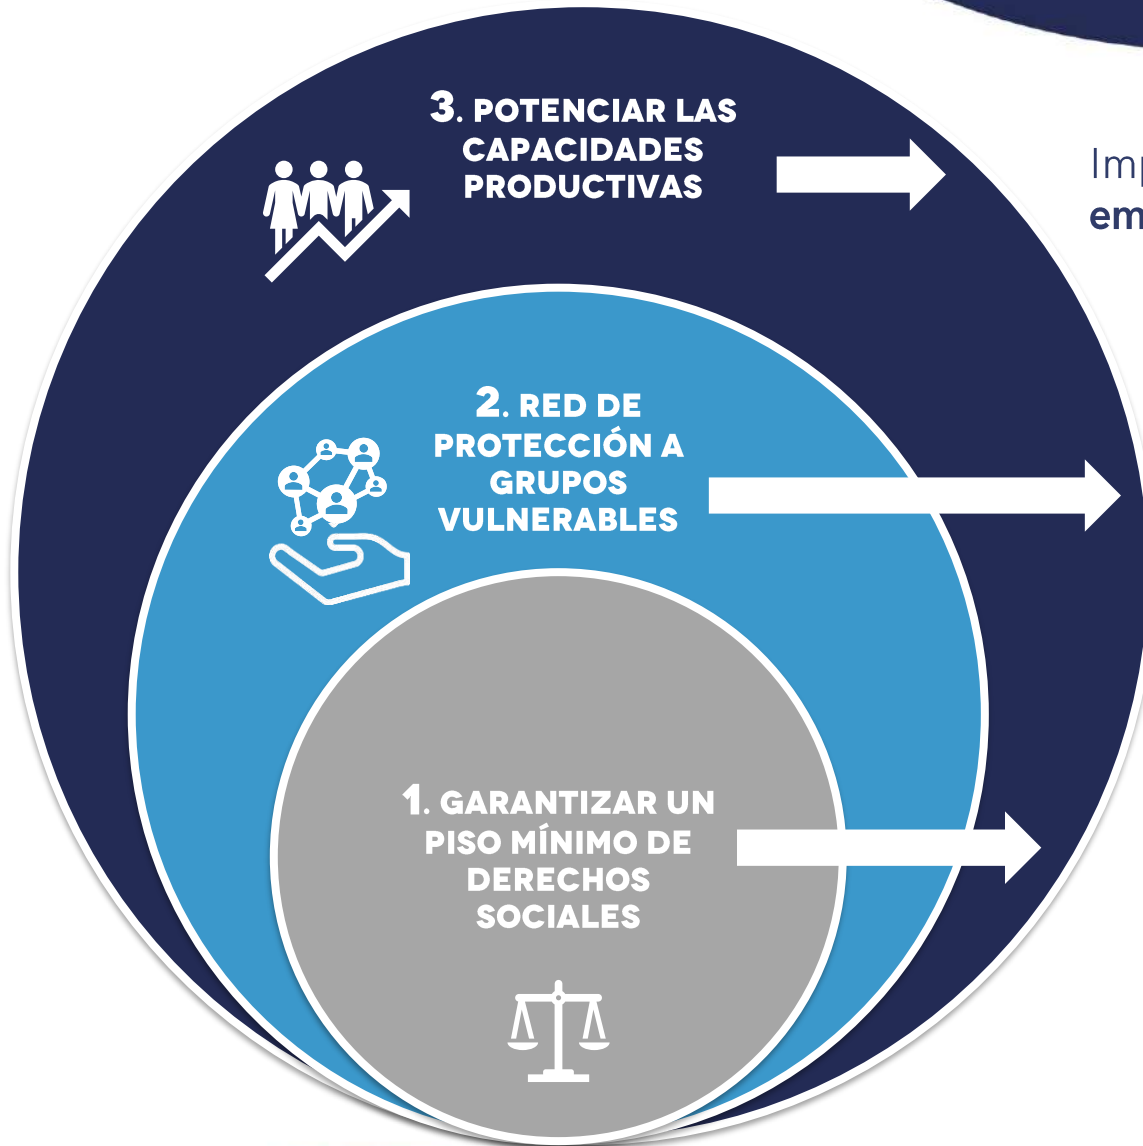 3. POTENCIAR LAS
CAPACIDADES
PRODUCTIVAS
2. RED DE
PROTECCIÓN A
GRUPOS
VULNERABLES
1. GARANTIZAR UN
PISO MÍNIMO DE
DERECHOS
SOCIALES